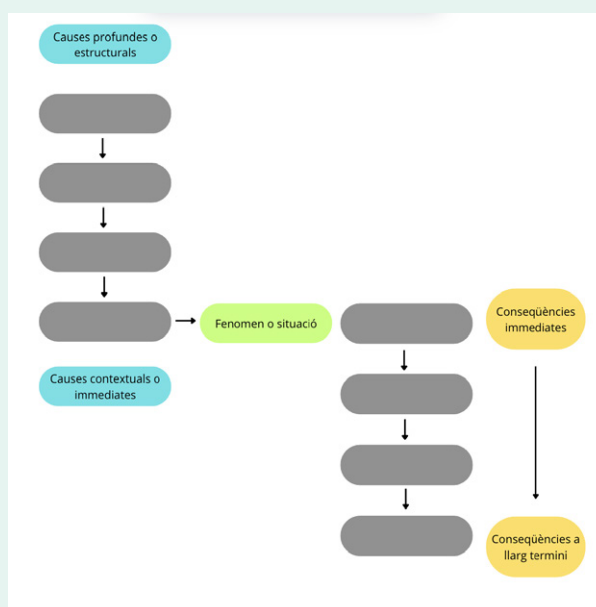 Causes profundes o
estructurals
Fenomen o situació
Causes contextuals o
immediates
Conseqüències
immediates
Conseqüències a
llarg termini